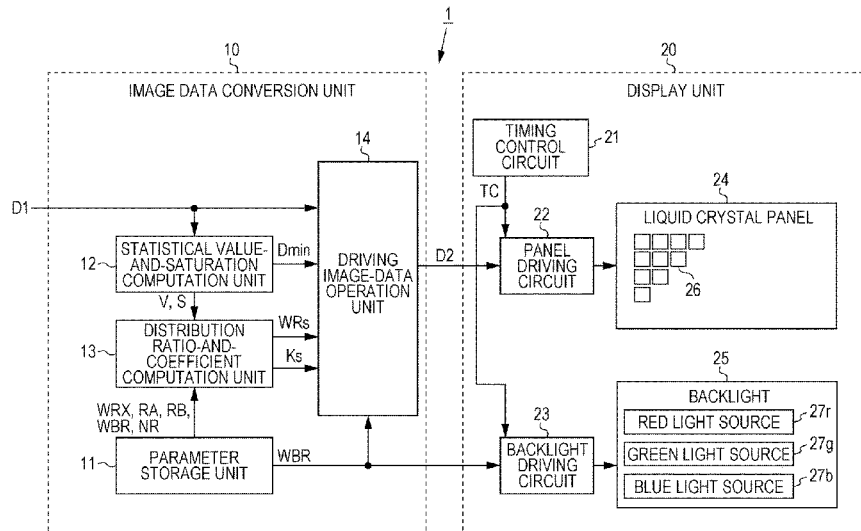 1
10
20
IMAGE DATA CONVERSION UNIT
DISPLAY UNIT
14
TIMING
CONTROL
CIRCUIT
21
D1
TC
24
22
LIQUID CRYSTAL PANEL
12
STATISTICAL VALUE-
AND-SATURATION
COMPUTATION UNIT
Dmin
DRIVING
IMAGE-DATA
OPERATION
UNIT
D2
PANEL
DRIVING
CIRCUIT
26
V, S
13
DISTRIBUTION
RATIO-AND-
COEFFICIENT
COMPUTATION UNIT
WRs
Ks
25
BACKLIGHT
WRX, RA, RB,
WBR, NR
23
RED LIGHT SOURCE
27r
11
PARAMETER
STORAGE UNIT
WBR
BACKLIGHT
DRIVING
CIRCUIT
GREEN LIGHT SOURCE
27g
BLUE LIGHT SOURCE
27b